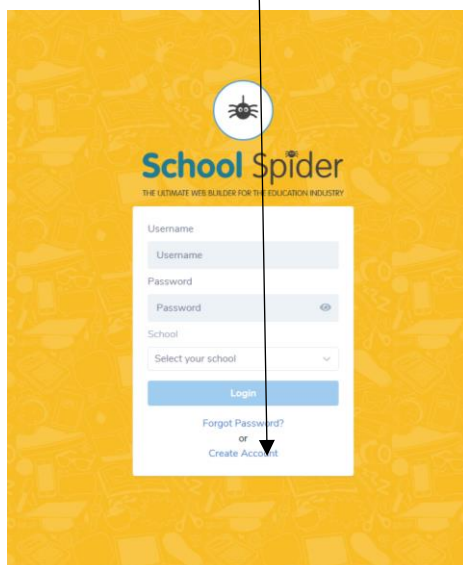 School Spider
THE ULTIMATE WEB BUILDER FOR THE EDUCATION INDUSTRY
Username
Username
Password
Password
School
Select your school
Login
Forgot Password?
or
Create Account